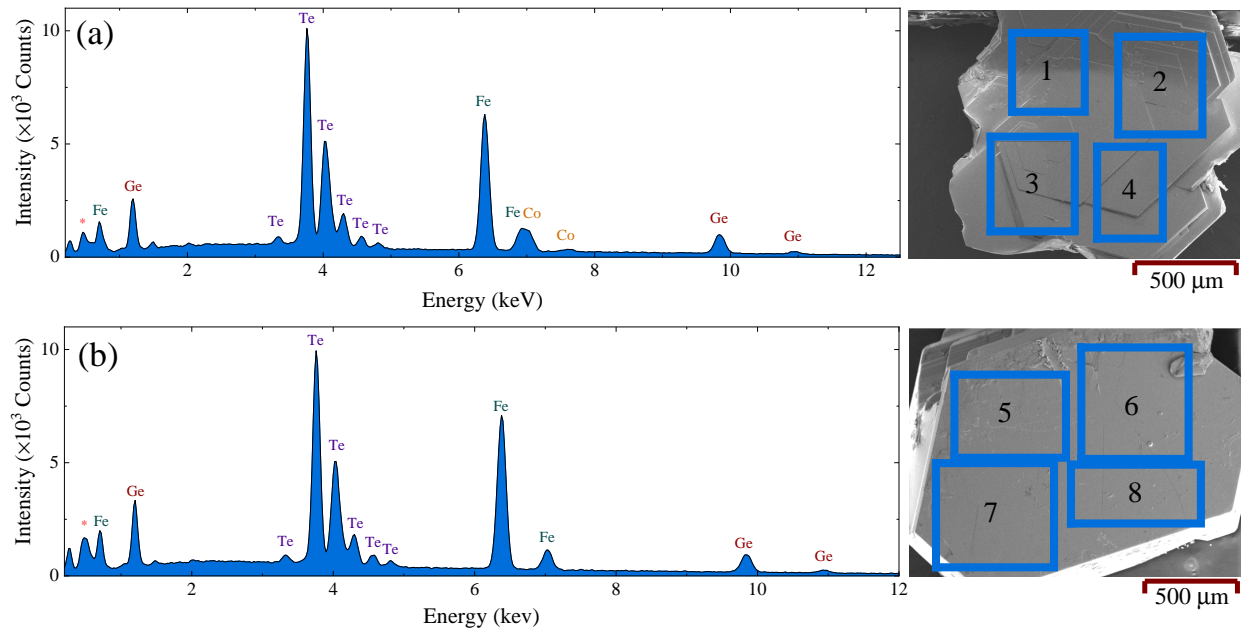 (a)
Intensity (×10³ Counts)
10
5
0
* Fe Ge Te Te Te Te Te Te Fe Fe Co Co Ge Ge
2 4 6 8 10 12
Energy (keV)
1 2
3 4
500 μm
(b)
Intensity (×10³ Counts)
10
5
0
* Fe Ge Te Te Te Te Te Te Fe Fe Ge Ge
2 4 6 8 10 12
Energy (kev)
5 6
7 8
500 μm